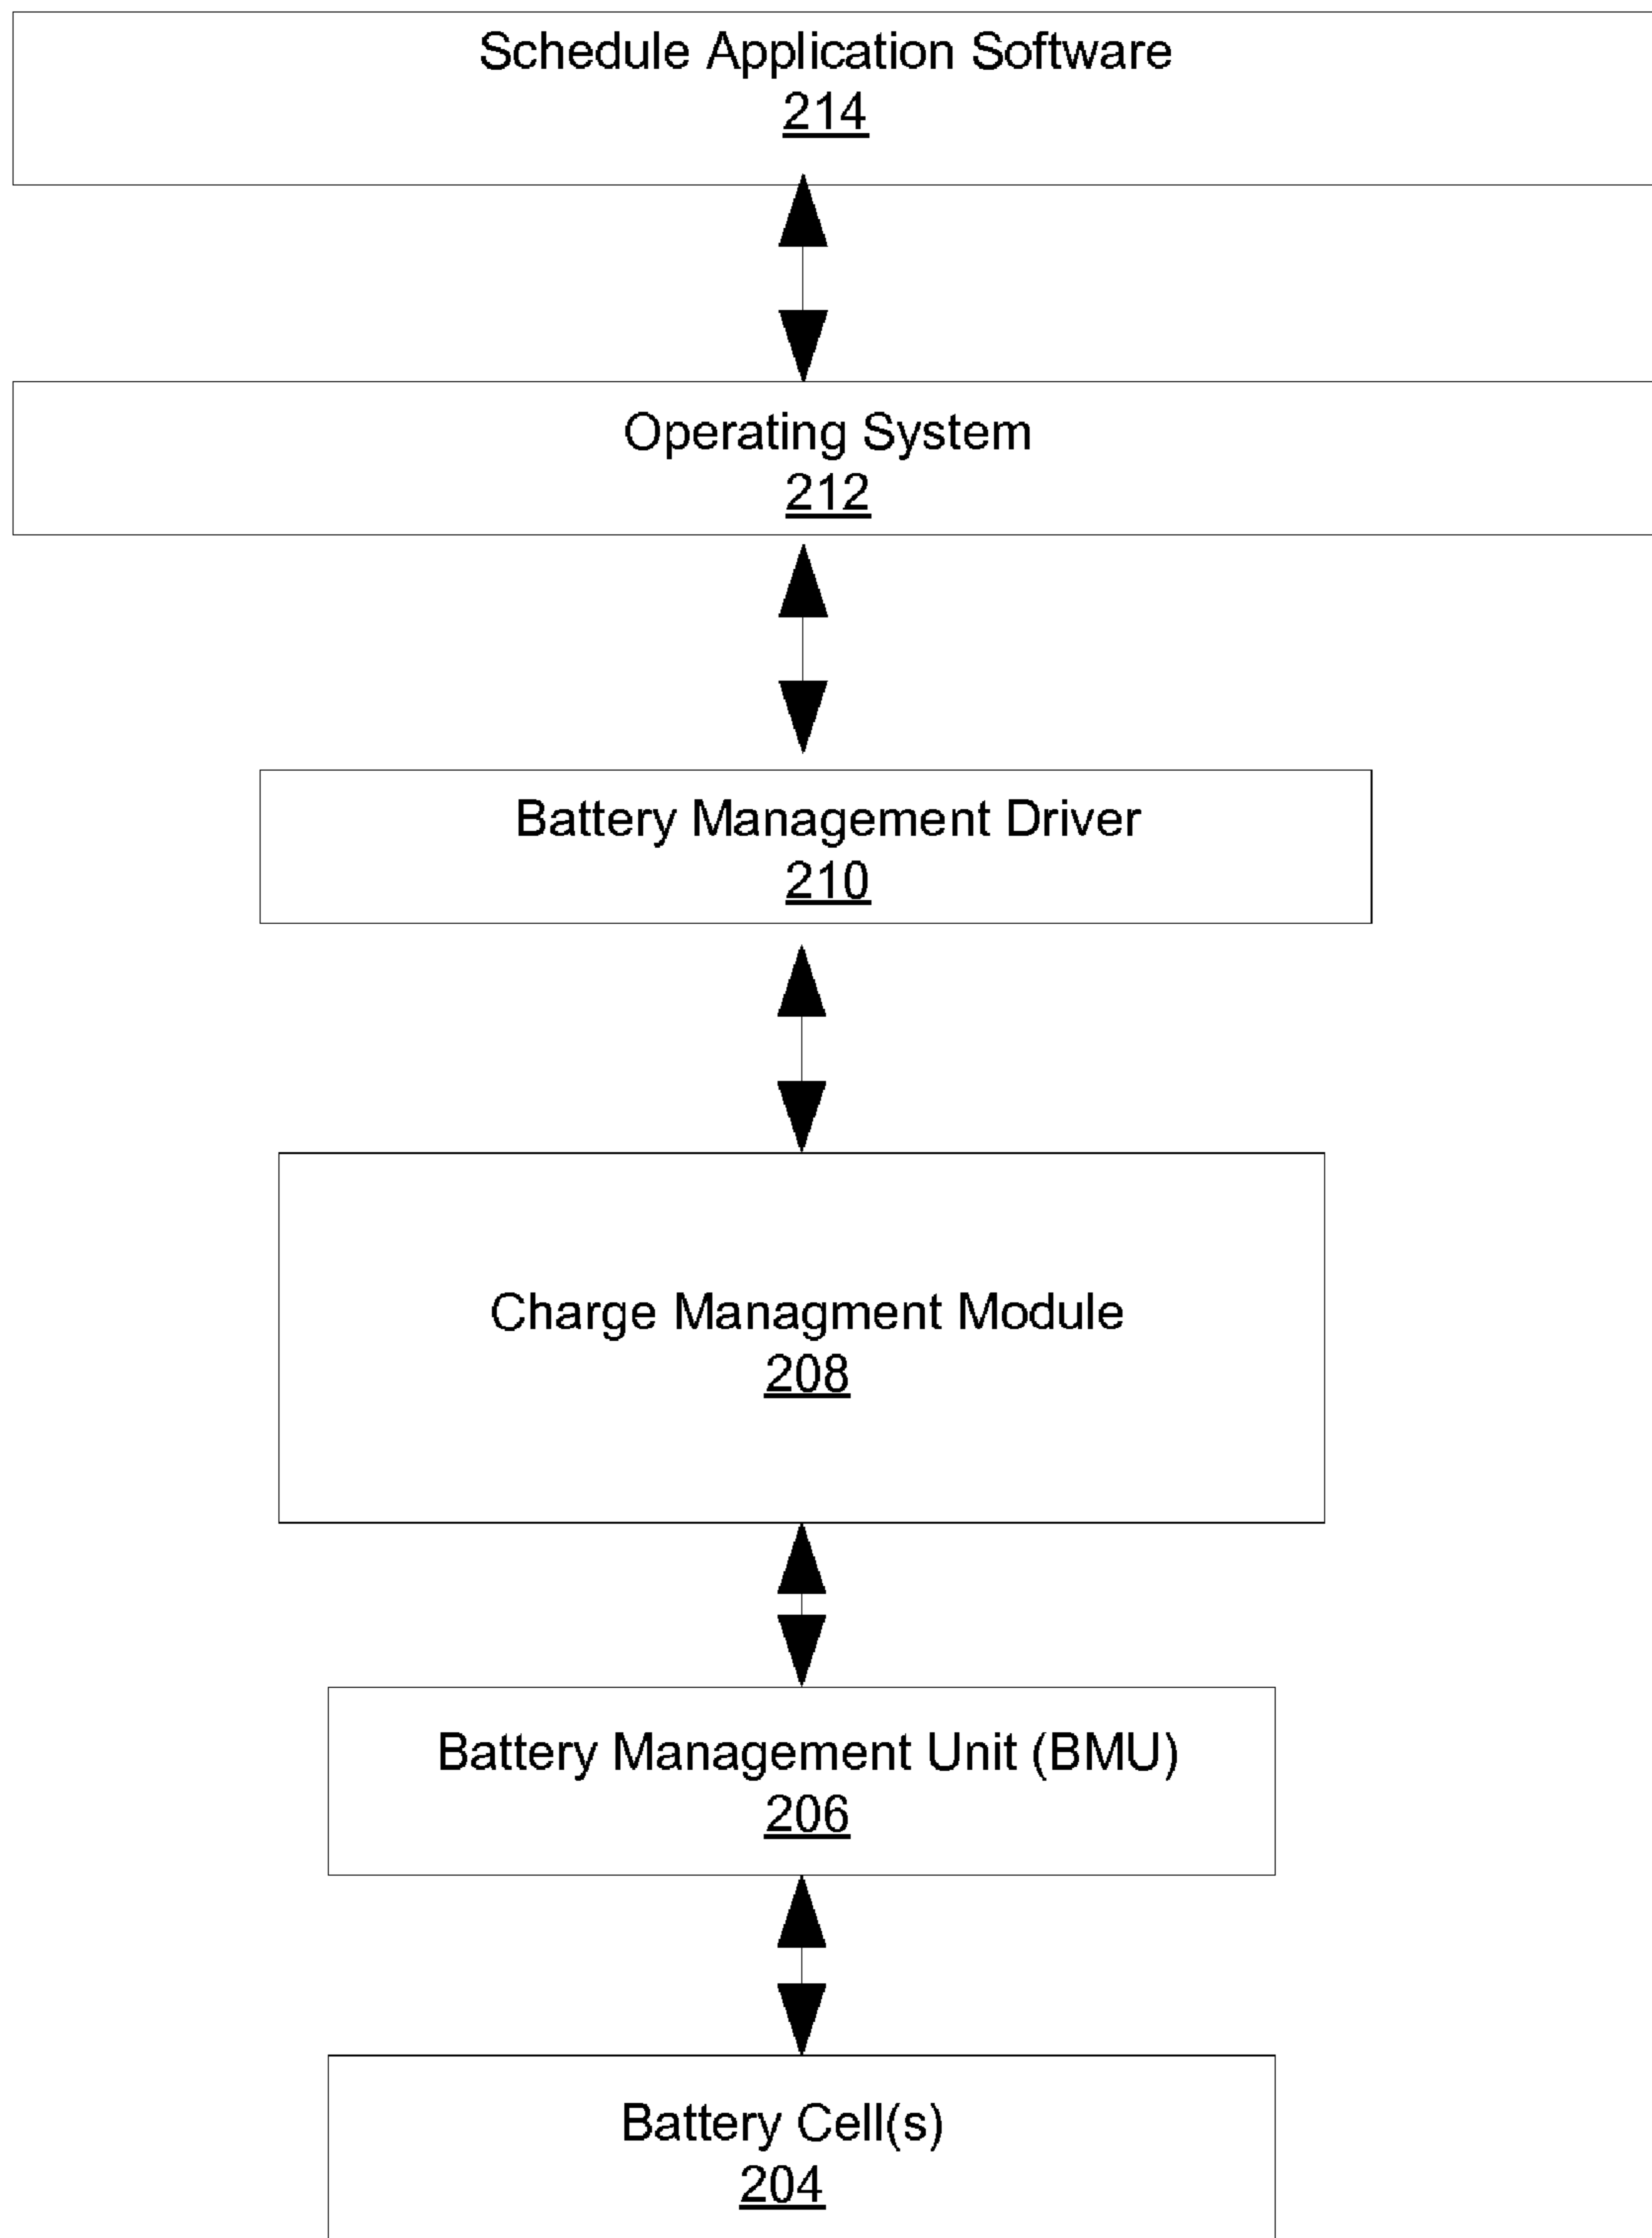 Schedule Application Software
214
Operating System
212
Battery Management Driver
210
Charge Managment Module
208
Battery Management Unit (BMU)
206
Battery Cell(s)
204